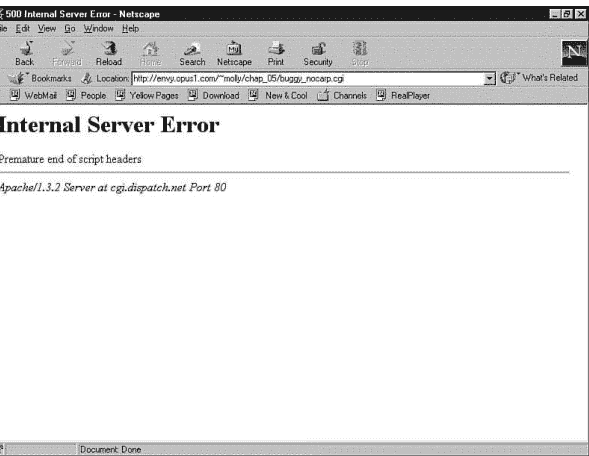 500 Internal Server Error - Netscape
Edit View Go Window Help
Back Forward Reload Home Search Netscape Print Security Stop
Bookmarks Location: http://envy.opus1.com/~molly/chap_05/buggy_nocarp.cgi What's Related
WebMail People Yellow Pages Download New & Cool Channels RealPlayer
Internal Server Error
Premature end of script headers
Apache/1.3.2 Server at cgi.dispatch.net Port 80
Document: Done